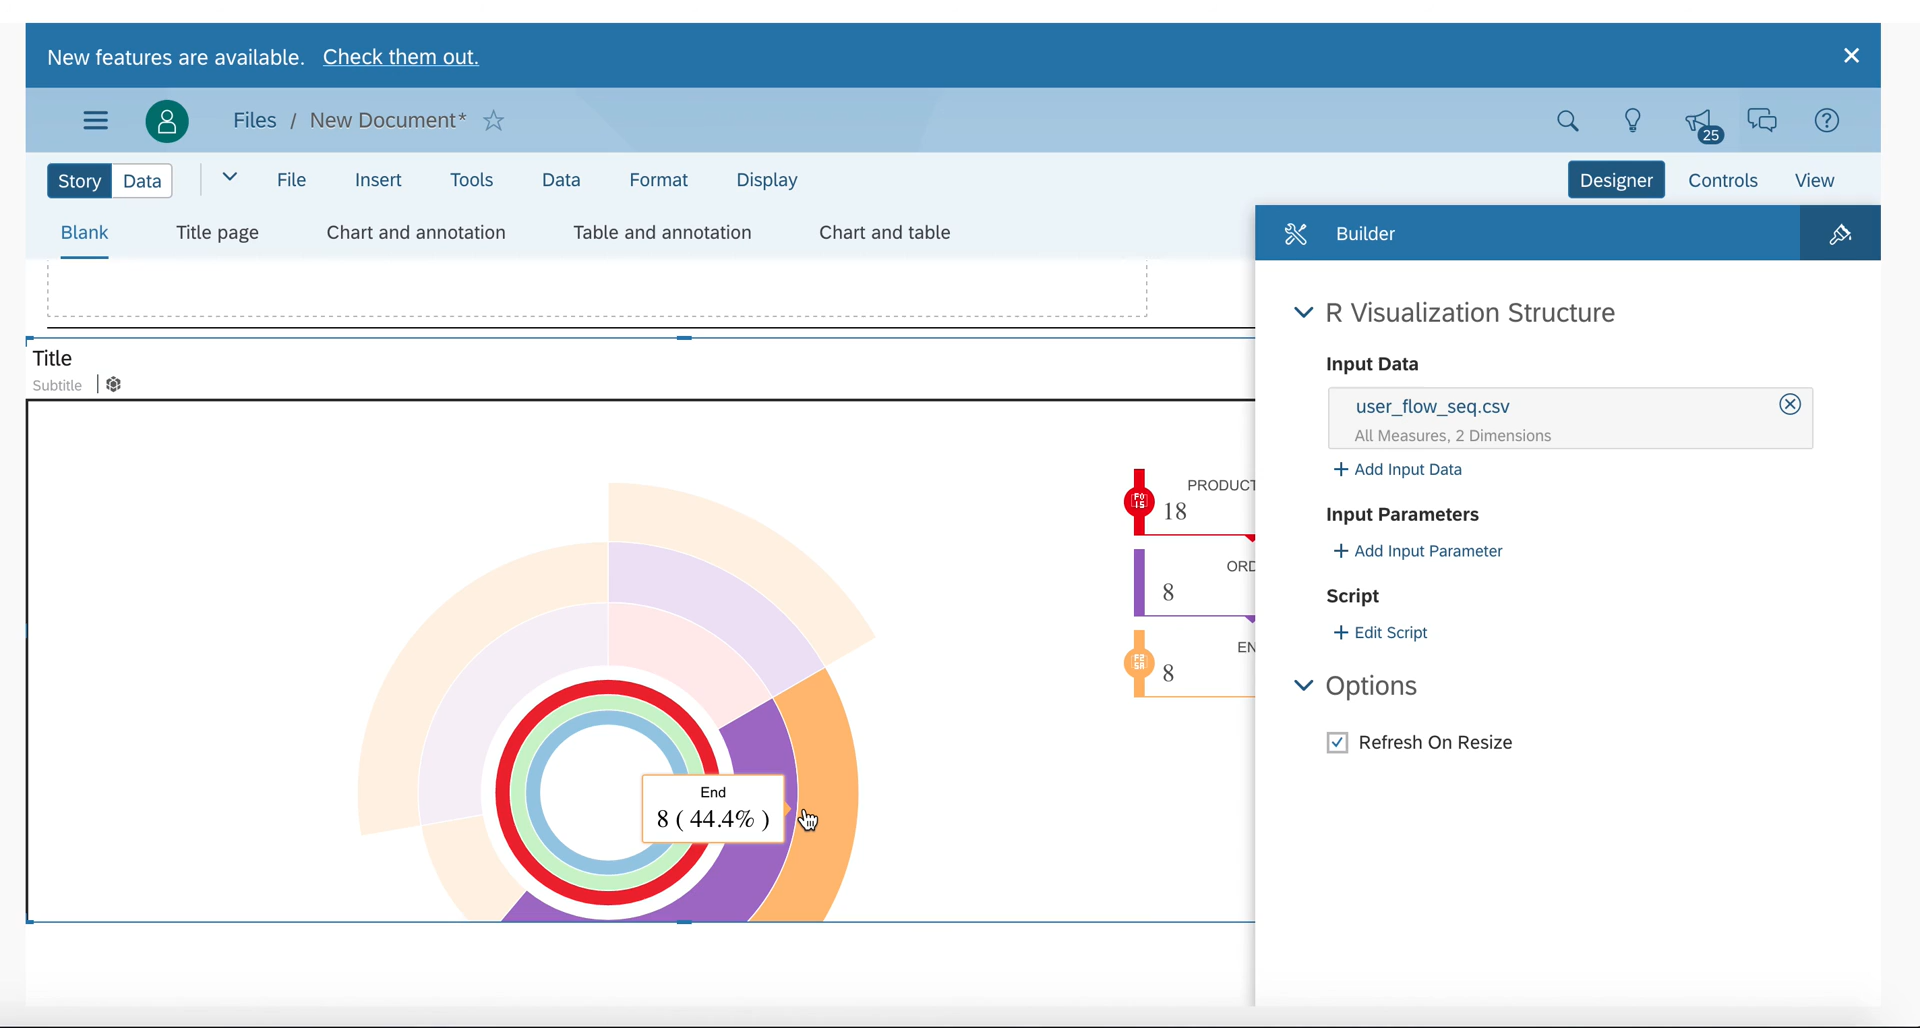 New features are available. Check them out.
Files / New Document*
25
Story Data File Insert Tools Data Format Display Designer Controls View
Blank Title page Chart and annotation Table and annotation Chart and table
Builder
R Visualization Structure
Input Data
user_flow_seq.csv
All Measures, 2 Dimensions
+ Add Input Data
Input Parameters
+ Add Input Parameter
Script
+ Edit Script
Options
Refresh On Resize
Title
Subtitle
PRODUCT
18
ORD
8
EN
8
End
8 ( 44.4% )